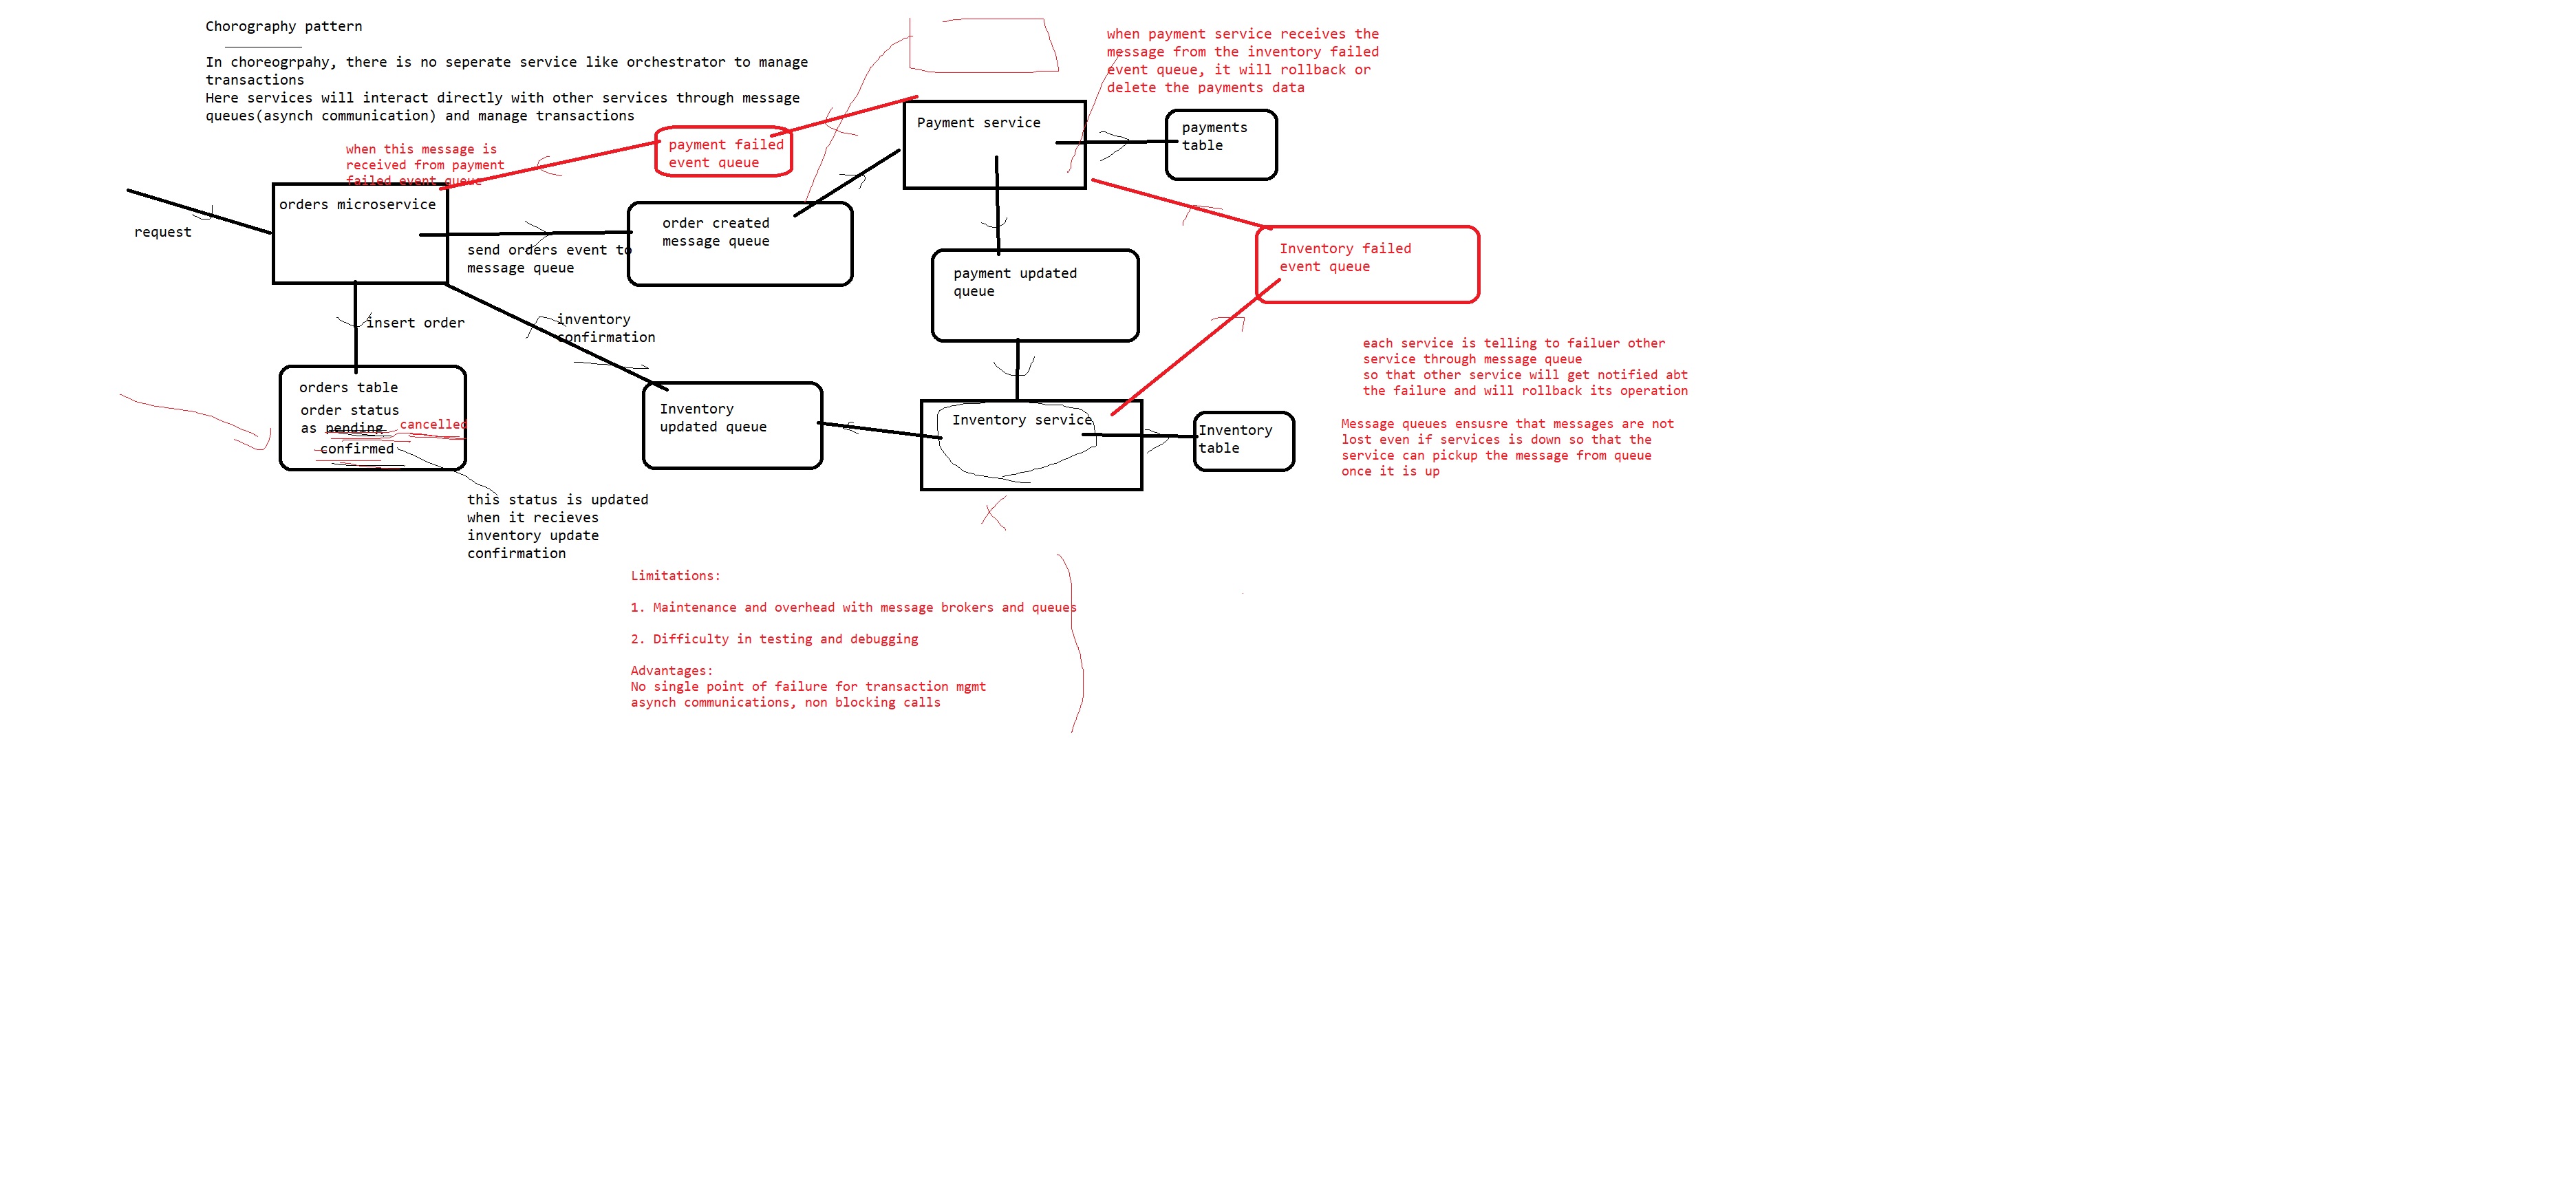 Chorography pattern
In choreogrpahy, there is no seperate service like orchestrator to manage
transactions
Here services will interact directly with other services through message
queues(asynch communication) and manage transactions
when this message is
received from payment
failed event queue
payment failed
event queue
Payment service
when payment service receives the
message from the inventory failed
event queue, it will rollback or
delete the payments data
payments
table
request
orders microservice
send orders event to
message queue
order created
message queue
payment updated
queue
Inventory failed
event queue
insert order
inventory
confirmation
orders table
order status
as pending
cancelled
confirmed
Inventory
updated queue
Inventory service
Inventory
table
each service is telling to failuer other
service through message queue
so that other service will get notified abt
the failure and will rollback its operation
Message queues ensusre that messages are not
lost even if services is down so that the
service can pickup the message from queue
once it is up
this status is updated
when it recieves
inventory update
confirmation
Limitations:
1. Maintenance and overhead with message brokers and queues
2. Difficulty in testing and debugging
Advantages:
No single point of failure for transaction mgmt
asynch communications, non blocking calls